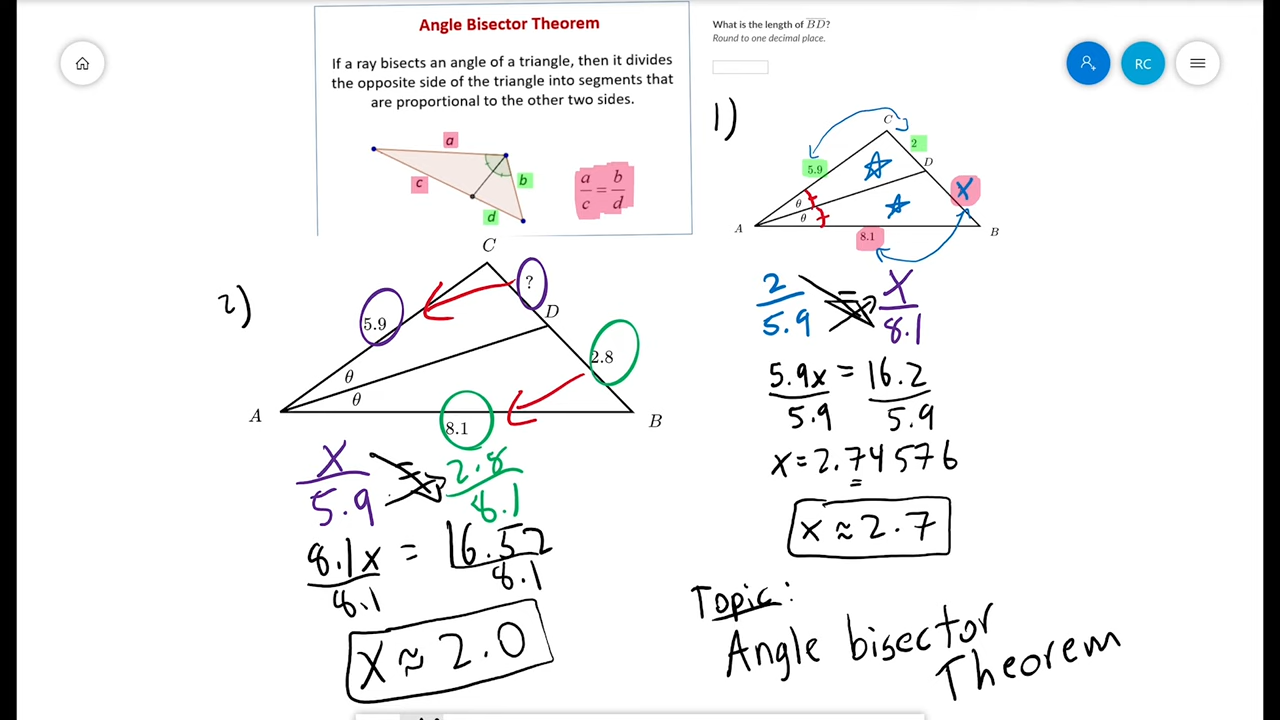 Angle Bisector Theorem
If a ray bisects an angle of a triangle, then it divides
the opposite side of the triangle into segments that
are proportional to the other two sides.
a
c
b
d
a/c = b/d
What is the length of BD?
Round to one decimal place.
RC
1)
C
2
5.9
D
X
θ
θ
A
8.1
B
2/5.9 = X/8.1
5.9x/5.9 = 16.2/5.9
x = 2.74576
x ≈ 2.7
2)
C
?
5.9
D
2.8
θ
θ
A
8.1
B
X/5.9 = 2.8/8.1
8.1x/8.1 = 16.52/8.1
X ≈ 2.0
Topic:
Angle bisector
Theorem